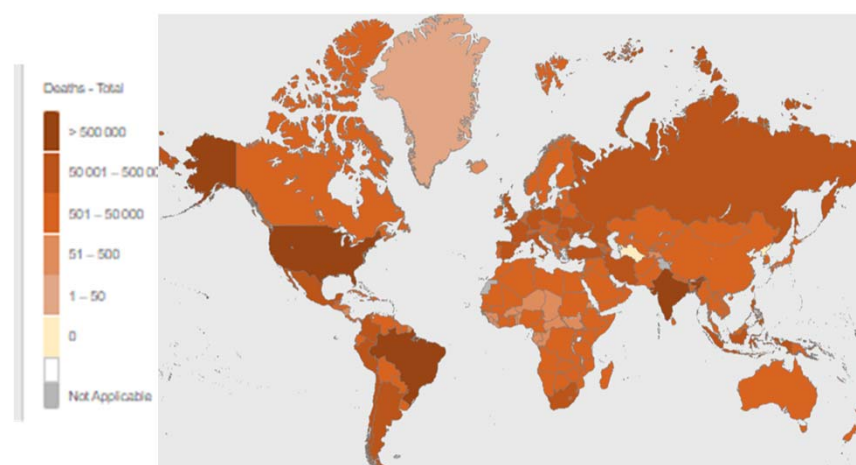 Deaths - Total
> 500 000
50 001 – 500 00
501 – 50 000
51 – 500
1 – 50
0
Not Applicable